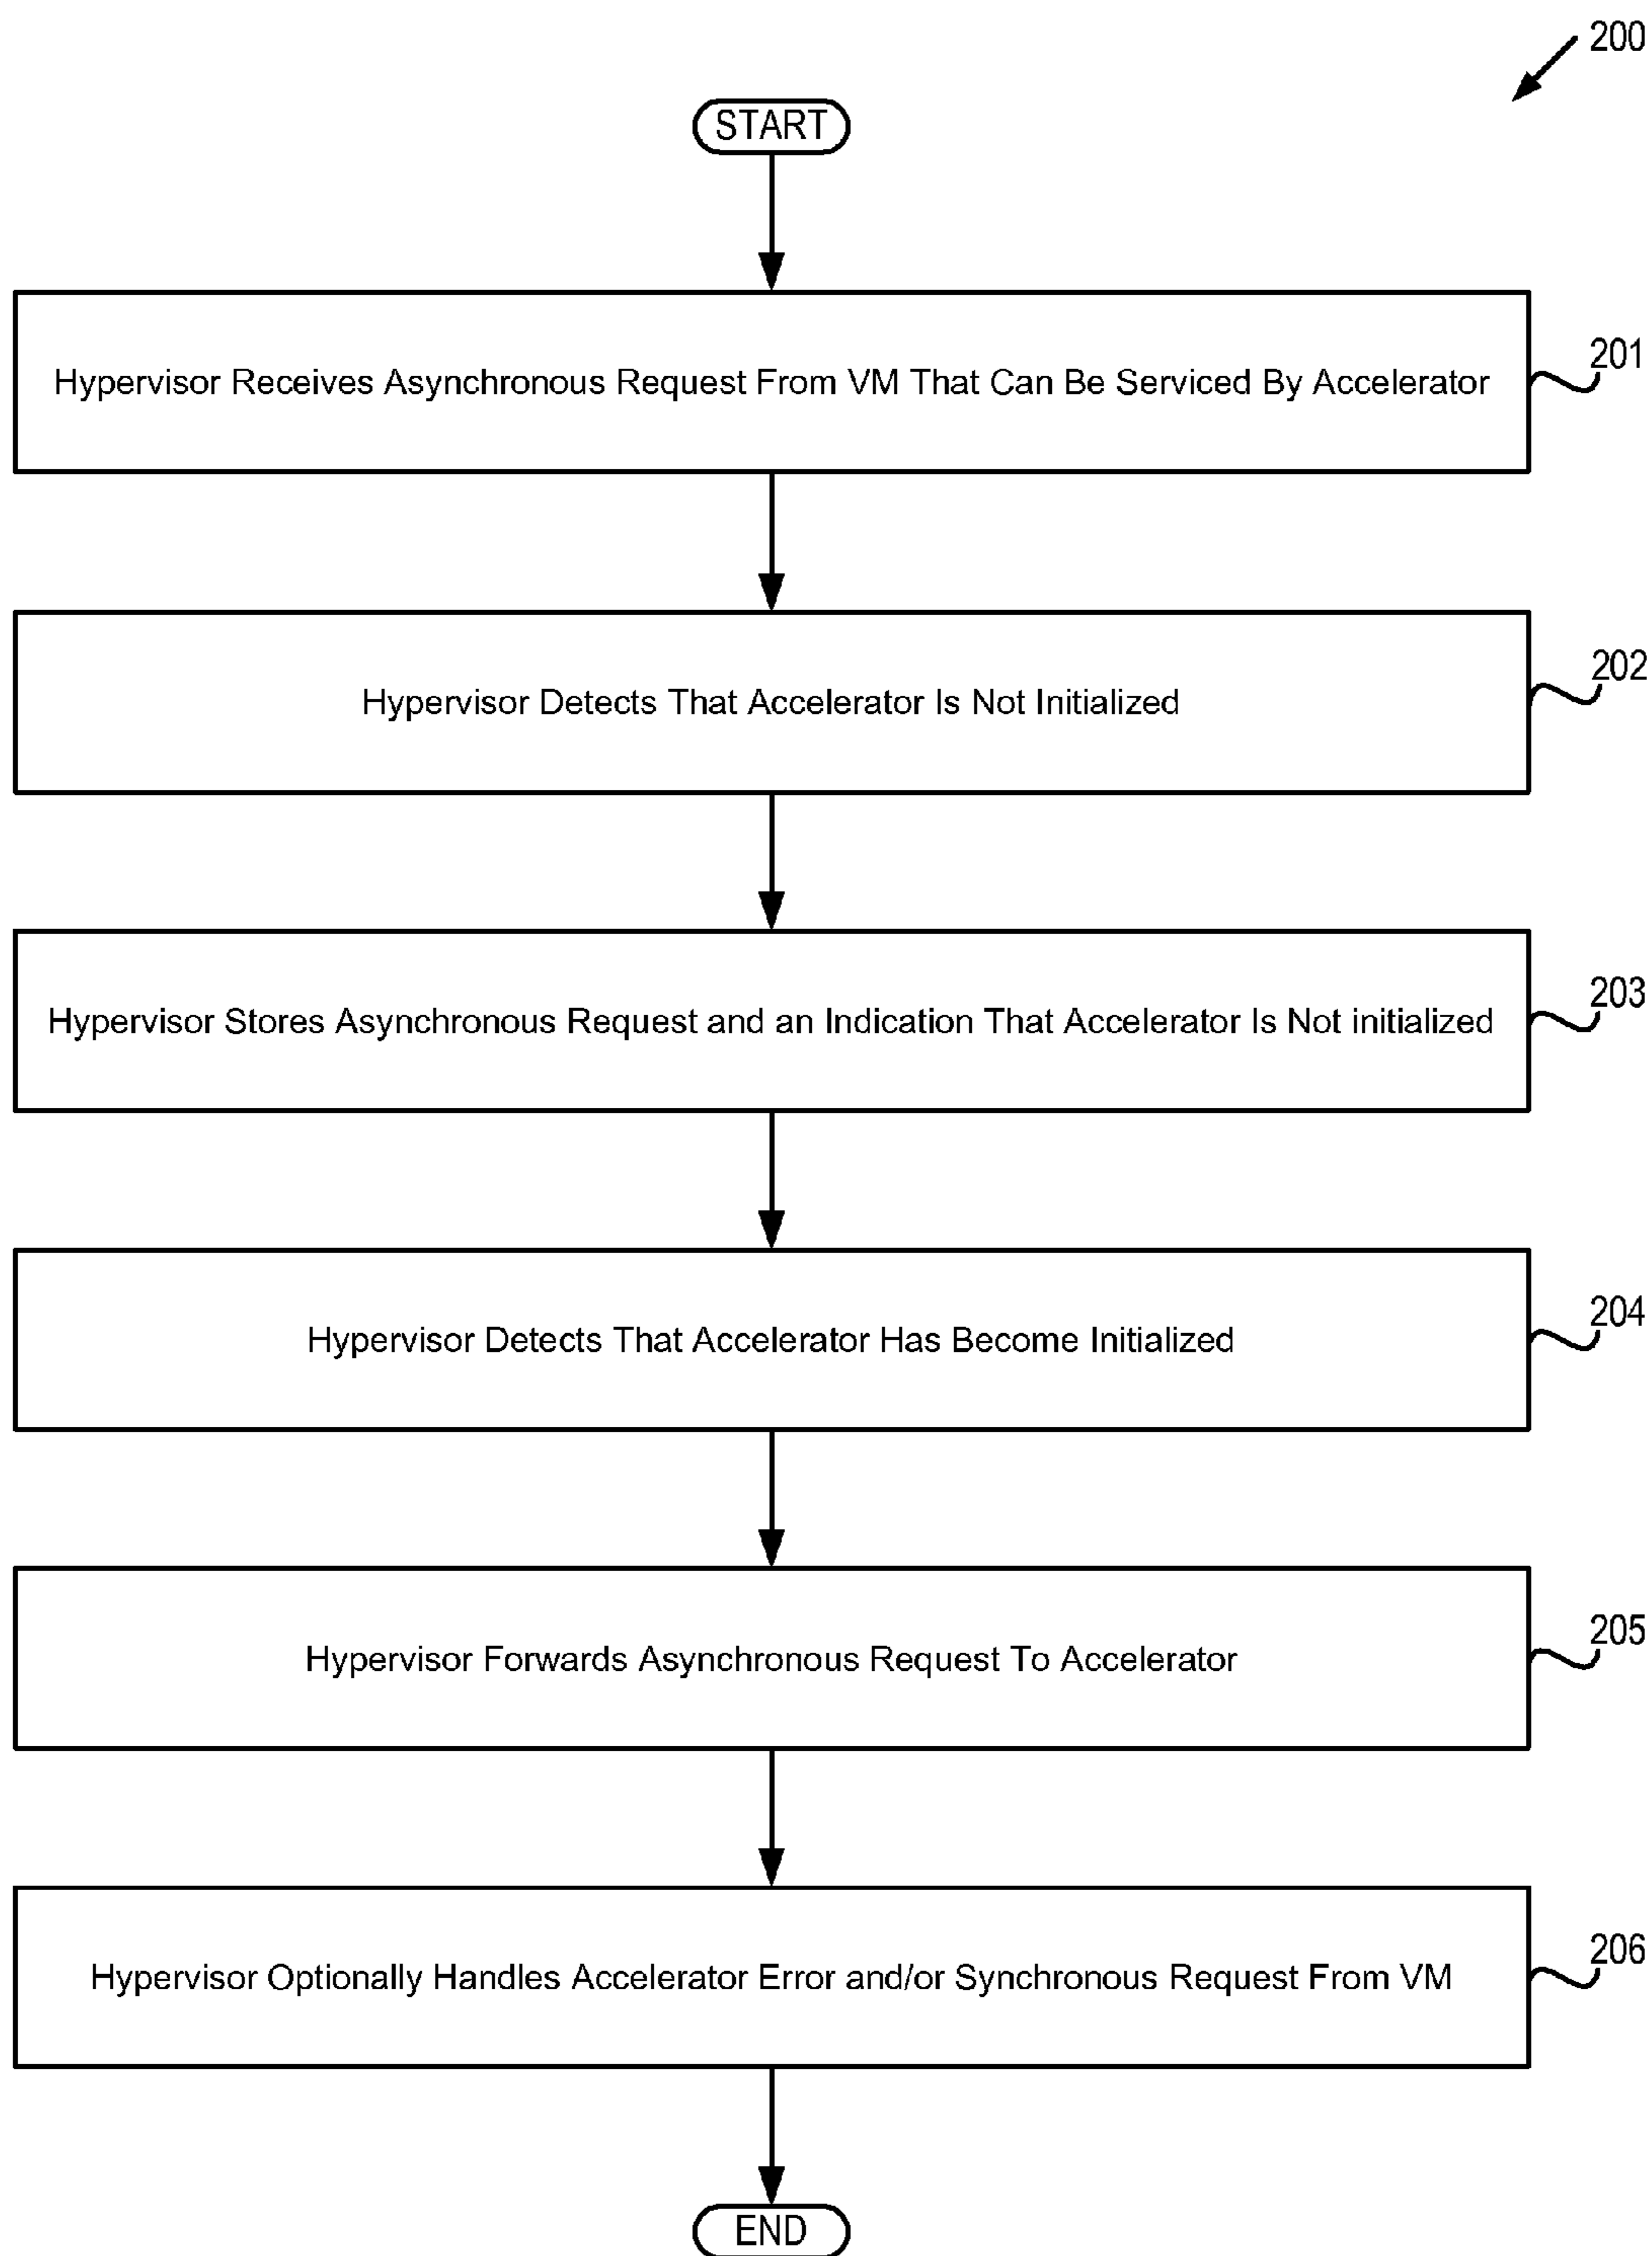 200
START
Hypervisor Receives Asynchronous Request From VM That Can Be Serviced By Accelerator
201
Hypervisor Detects That Accelerator Is Not Initialized
202
Hypervisor Stores Asynchronous Request and an Indication That Accelerator Is Not initialized
203
Hypervisor Detects That Accelerator Has Become Initialized
204
Hypervisor Forwards Asynchronous Request To Accelerator
205
Hypervisor Optionally Handles Accelerator Error and/or Synchronous Request From VM
206
END